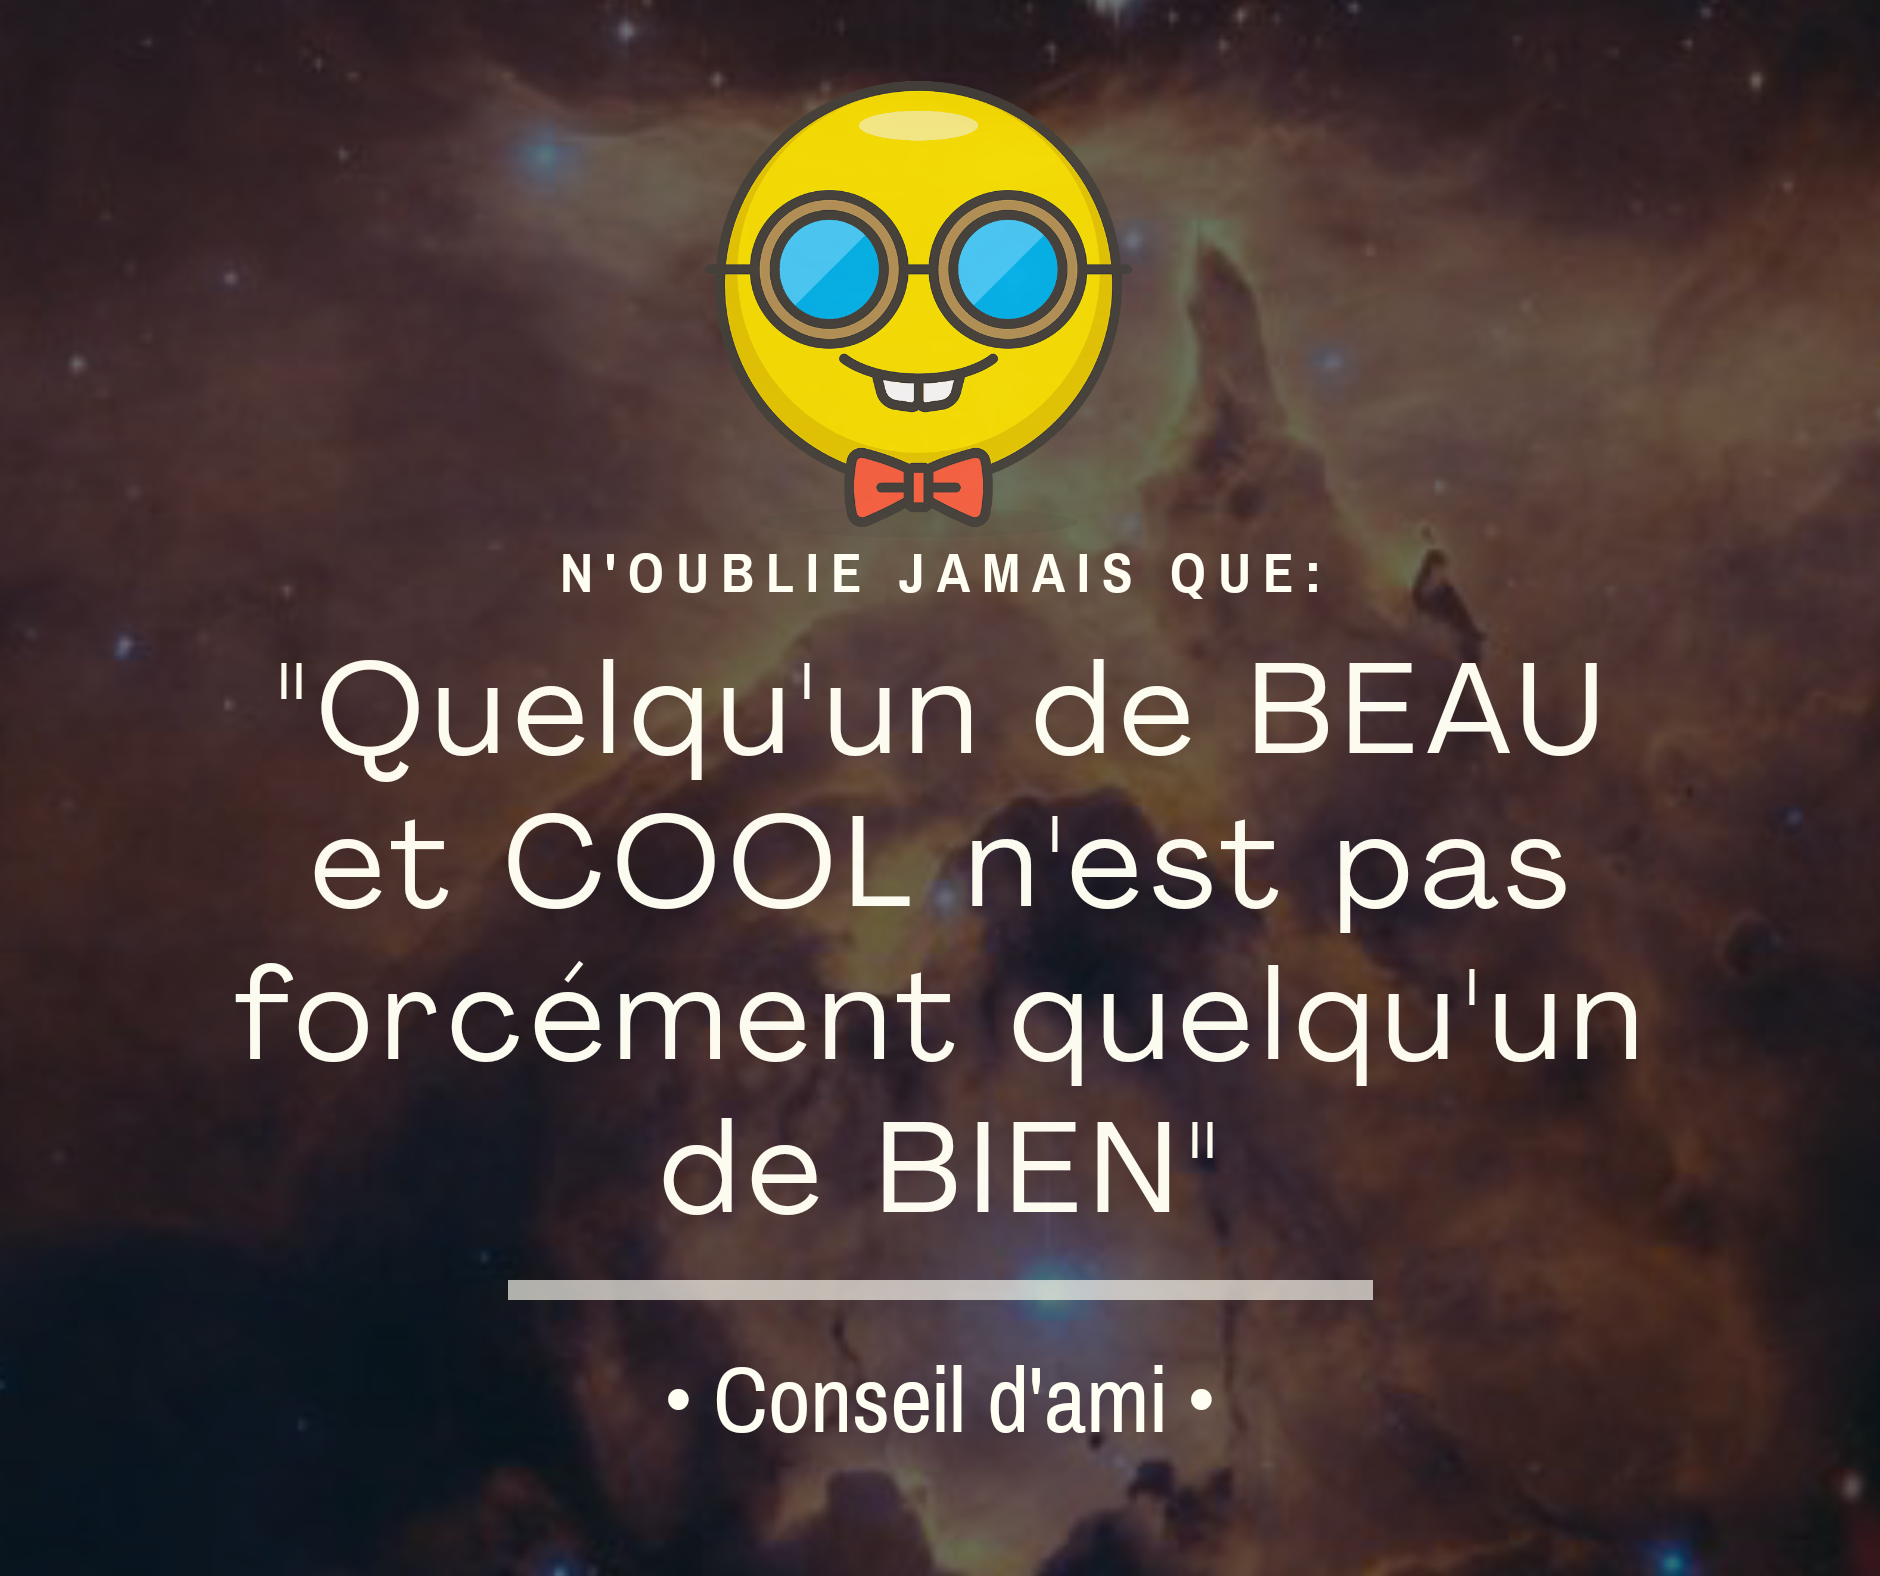 N'OUBLIE JAMAIS QUE:
"Quelqu'un de BEAU
et COOL n'est pas
forcément quelqu'un
de BIEN"
• Conseil d'ami •